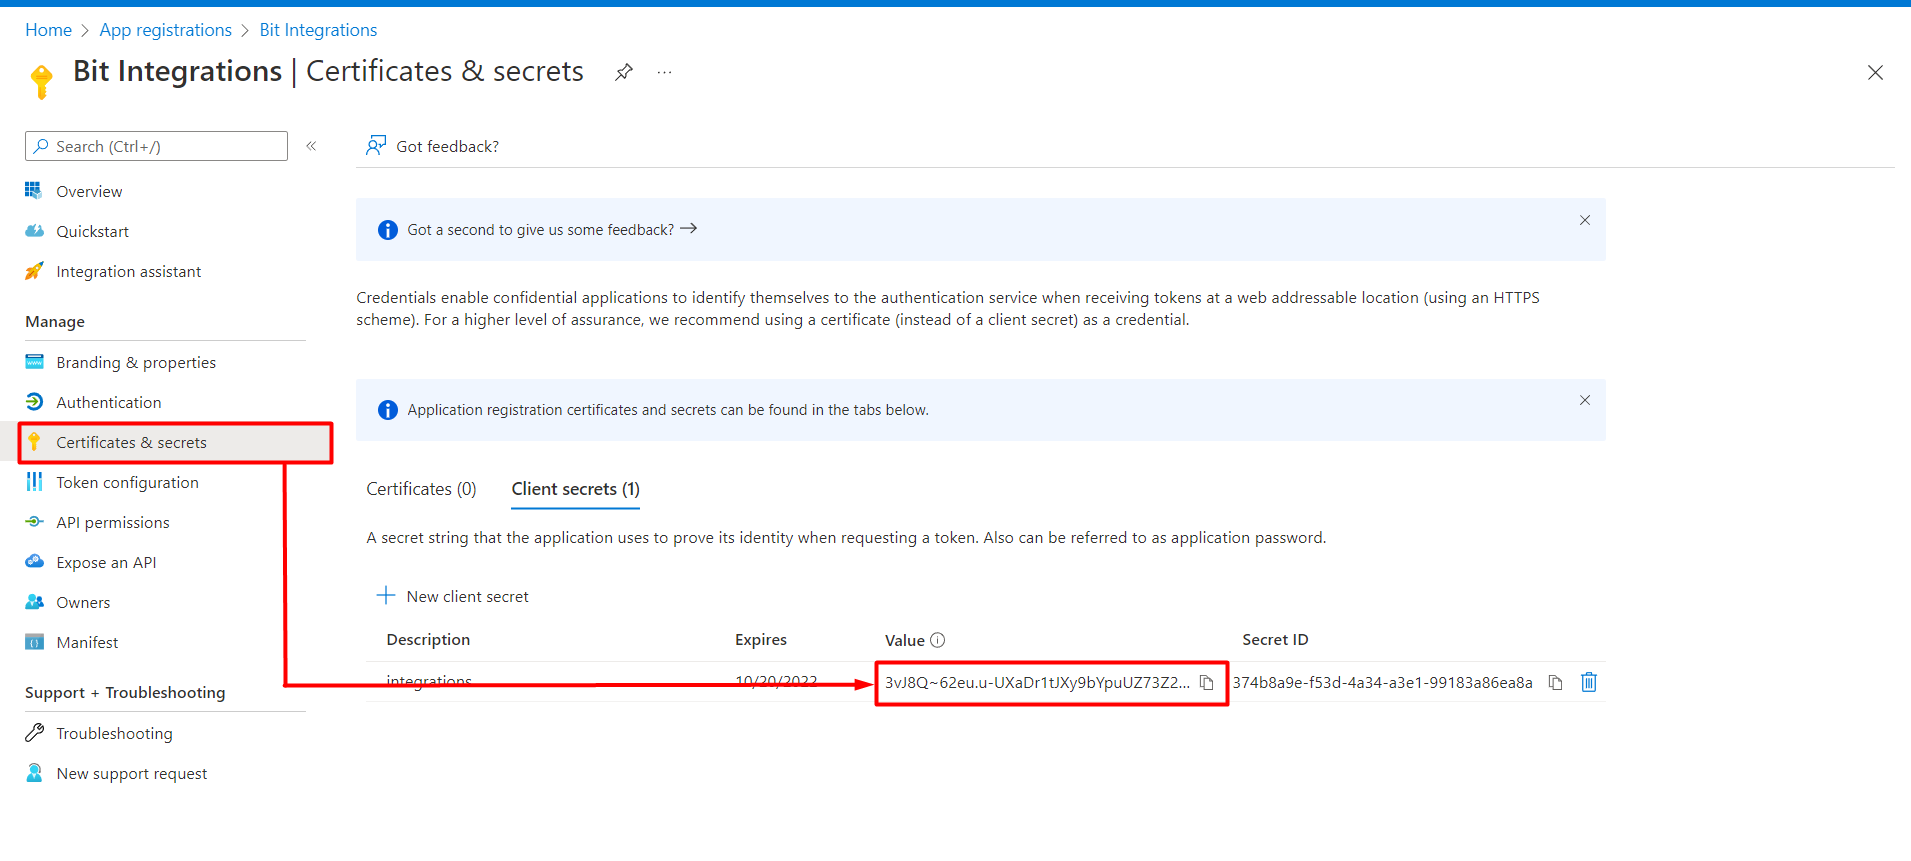 Home > App registrations > Bit Integrations
Bit Integrations | Certificates & secrets ...
Search (Ctrl+/) «
Overview
Quickstart
Integration assistant
Manage
Branding & properties
Authentication
Certificates & secrets
Token configuration
API permissions
Expose an API
Owners
Manifest
Support + Troubleshooting
Troubleshooting
New support request
Got feedback?
Got a second to give us some feedback? →
Credentials enable confidential applications to identify themselves to the authentication service when receiving tokens at a web addressable location (using an HTTPS
scheme). For a higher level of assurance, we recommend using a certificate (instead of a client secret) as a credential.
Application registration certificates and secrets can be found in the tabs below.
Certificates (0) Client secrets (1)
A secret string that the application uses to prove its identity when requesting a token. Also can be referred to as application password.
New client secret
Description Expires Value Secret ID
integrations 10/20/2022 3vJ8Q~62eu.u-UXaDr1tJXy9bYpuUZ73Z2... 374b8a9e-f53d-4a34-a3e1-99183a86ea8a